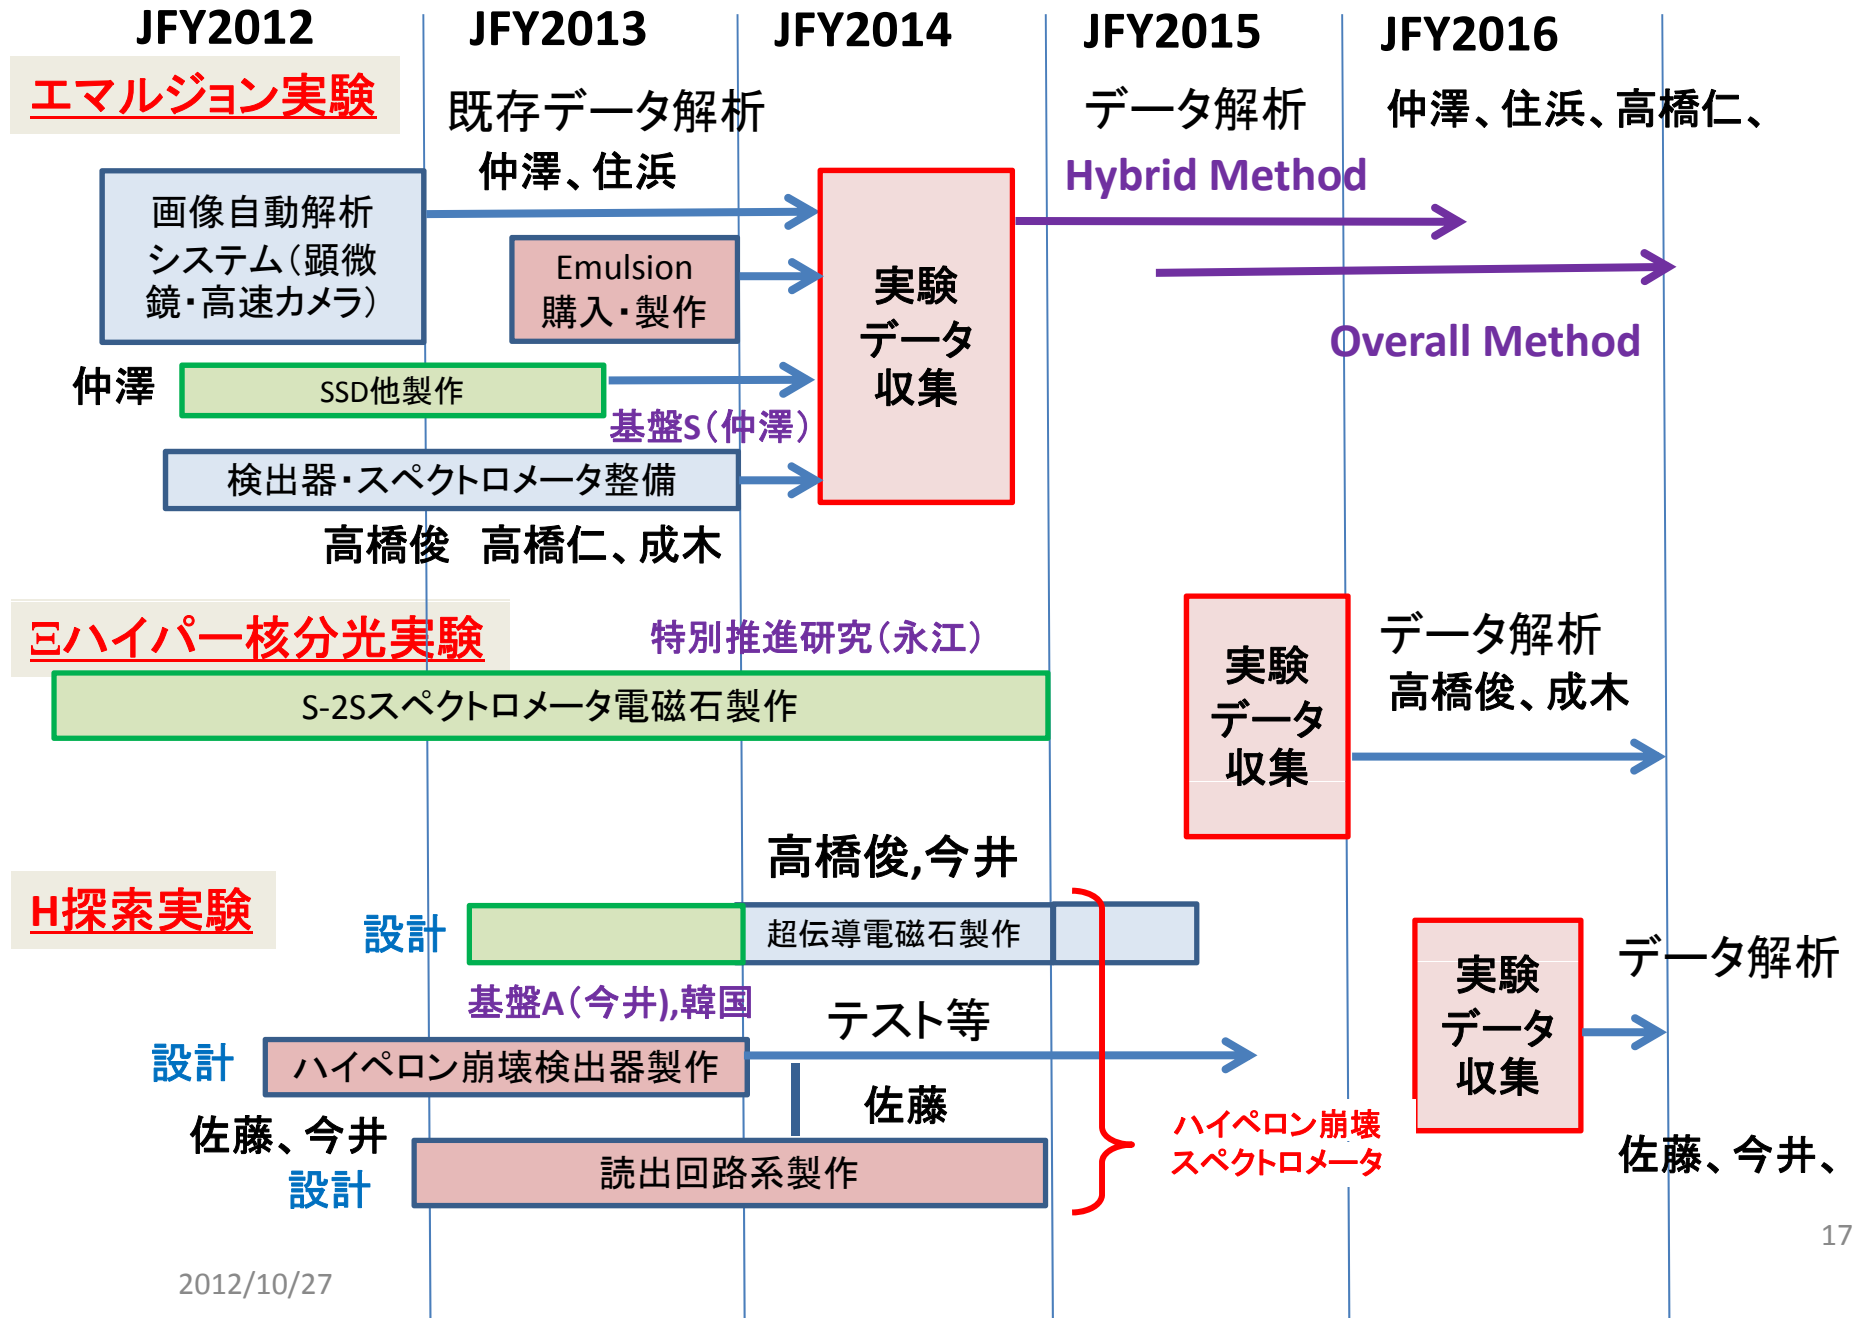 JFY2012 JFY2013 JFY2014 JFY2015 JFY2016
エマルジョン実験
既存データ解析
仲澤、住浜
データ解析
仲澤、住浜、高橋仁、
Hybrid Method
画像自動解析
システム（顕微
鏡・高速カメラ）
Emulsion
購入・製作
実験
データ
収集
Overall Method
仲澤
SSD他製作
基盤S（仲澤）
検出器・スペクトロメータ整備
高橋俊 高橋仁、成木
Ξハイパー核分光実験
特別推進研究（永江）
S-2Sスペクトロメータ電磁石製作
実験
データ
収集
データ解析
高橋俊、成木
高橋俊,今井
H探索実験
設計
超伝導電磁石製作
基盤A（今井),韓国
テスト等
設計
ハイペロン崩壊検出器製作
佐藤
佐藤、今井
設計
読出回路系製作
ハイペロン崩壊
スペクトロメータ
実験
データ
収集
データ解析
佐藤、今井、
17
2012/10/27